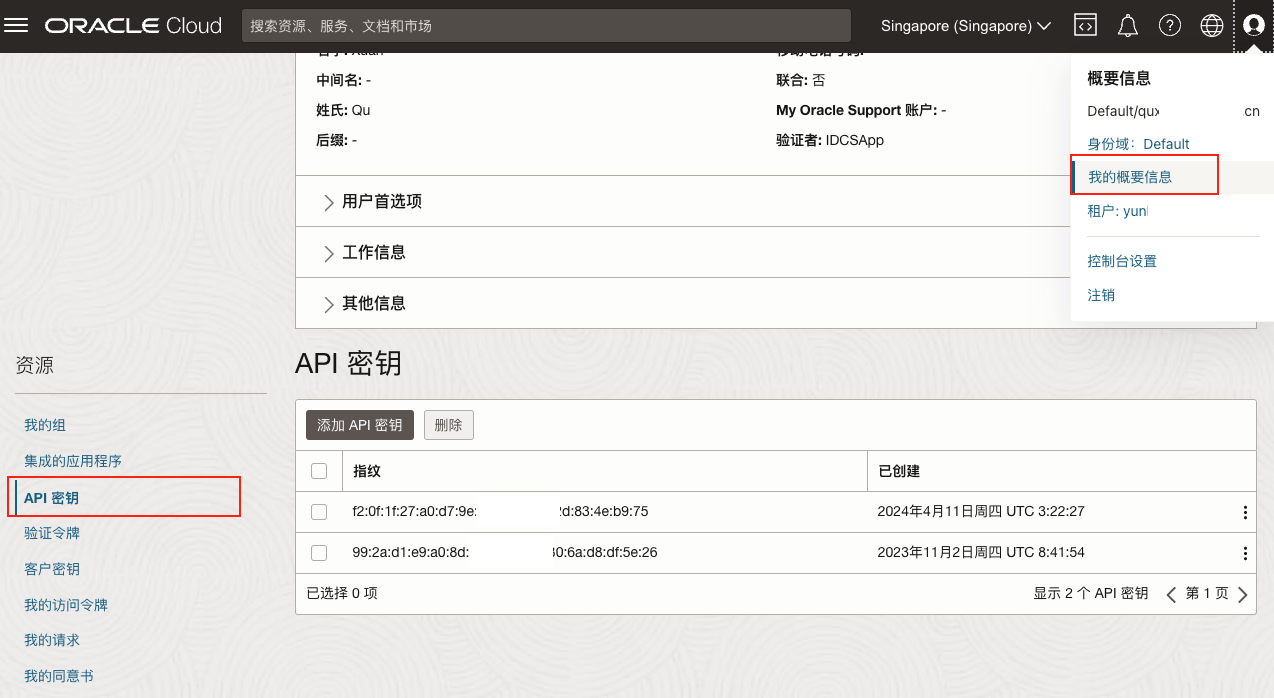 ORACLE Cloud
搜索资源、服务、文档和市场
Singapore (Singapore)
中间名: -
姓氏: Qu
后缀: -
联合: 否
My Oracle Support 账户: -
验证者: IDCSApp
概要信息
Default/qux .cn
身份域：Default
我的概要信息
租户: yun
控制台设置
注销
用户首选项
工作信息
其他信息
资源
我的组
集成的应用程序
API 密钥
验证令牌
客户密钥
我的访问令牌
我的请求
我的同意书
API 密钥
添加 API 密钥
删除
指纹 已创建
f2:0f:1f:27:a0:d7:9e: :d:83:4e:b9:75 2024年4月11日周四 UTC 3:22:27
99:2a:d1:e9:a0:8d: 0:6a:d8:df:5e:26 2023年11月2日周四 UTC 8:41:54
已选择 0 项
显示 2 个 API 密钥
第 1 页